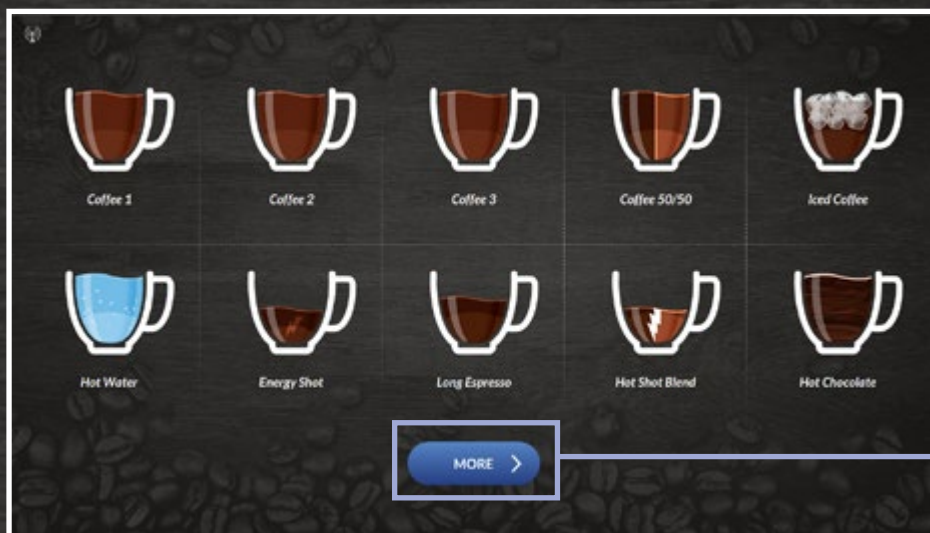 Coffee 1
Coffee 2
Coffee 3
Coffee 50/50
Iced Coffee
Hot Water
Energy Shot
Long Espresso
Hot Shot Blend
Hot Chocolate
MORE